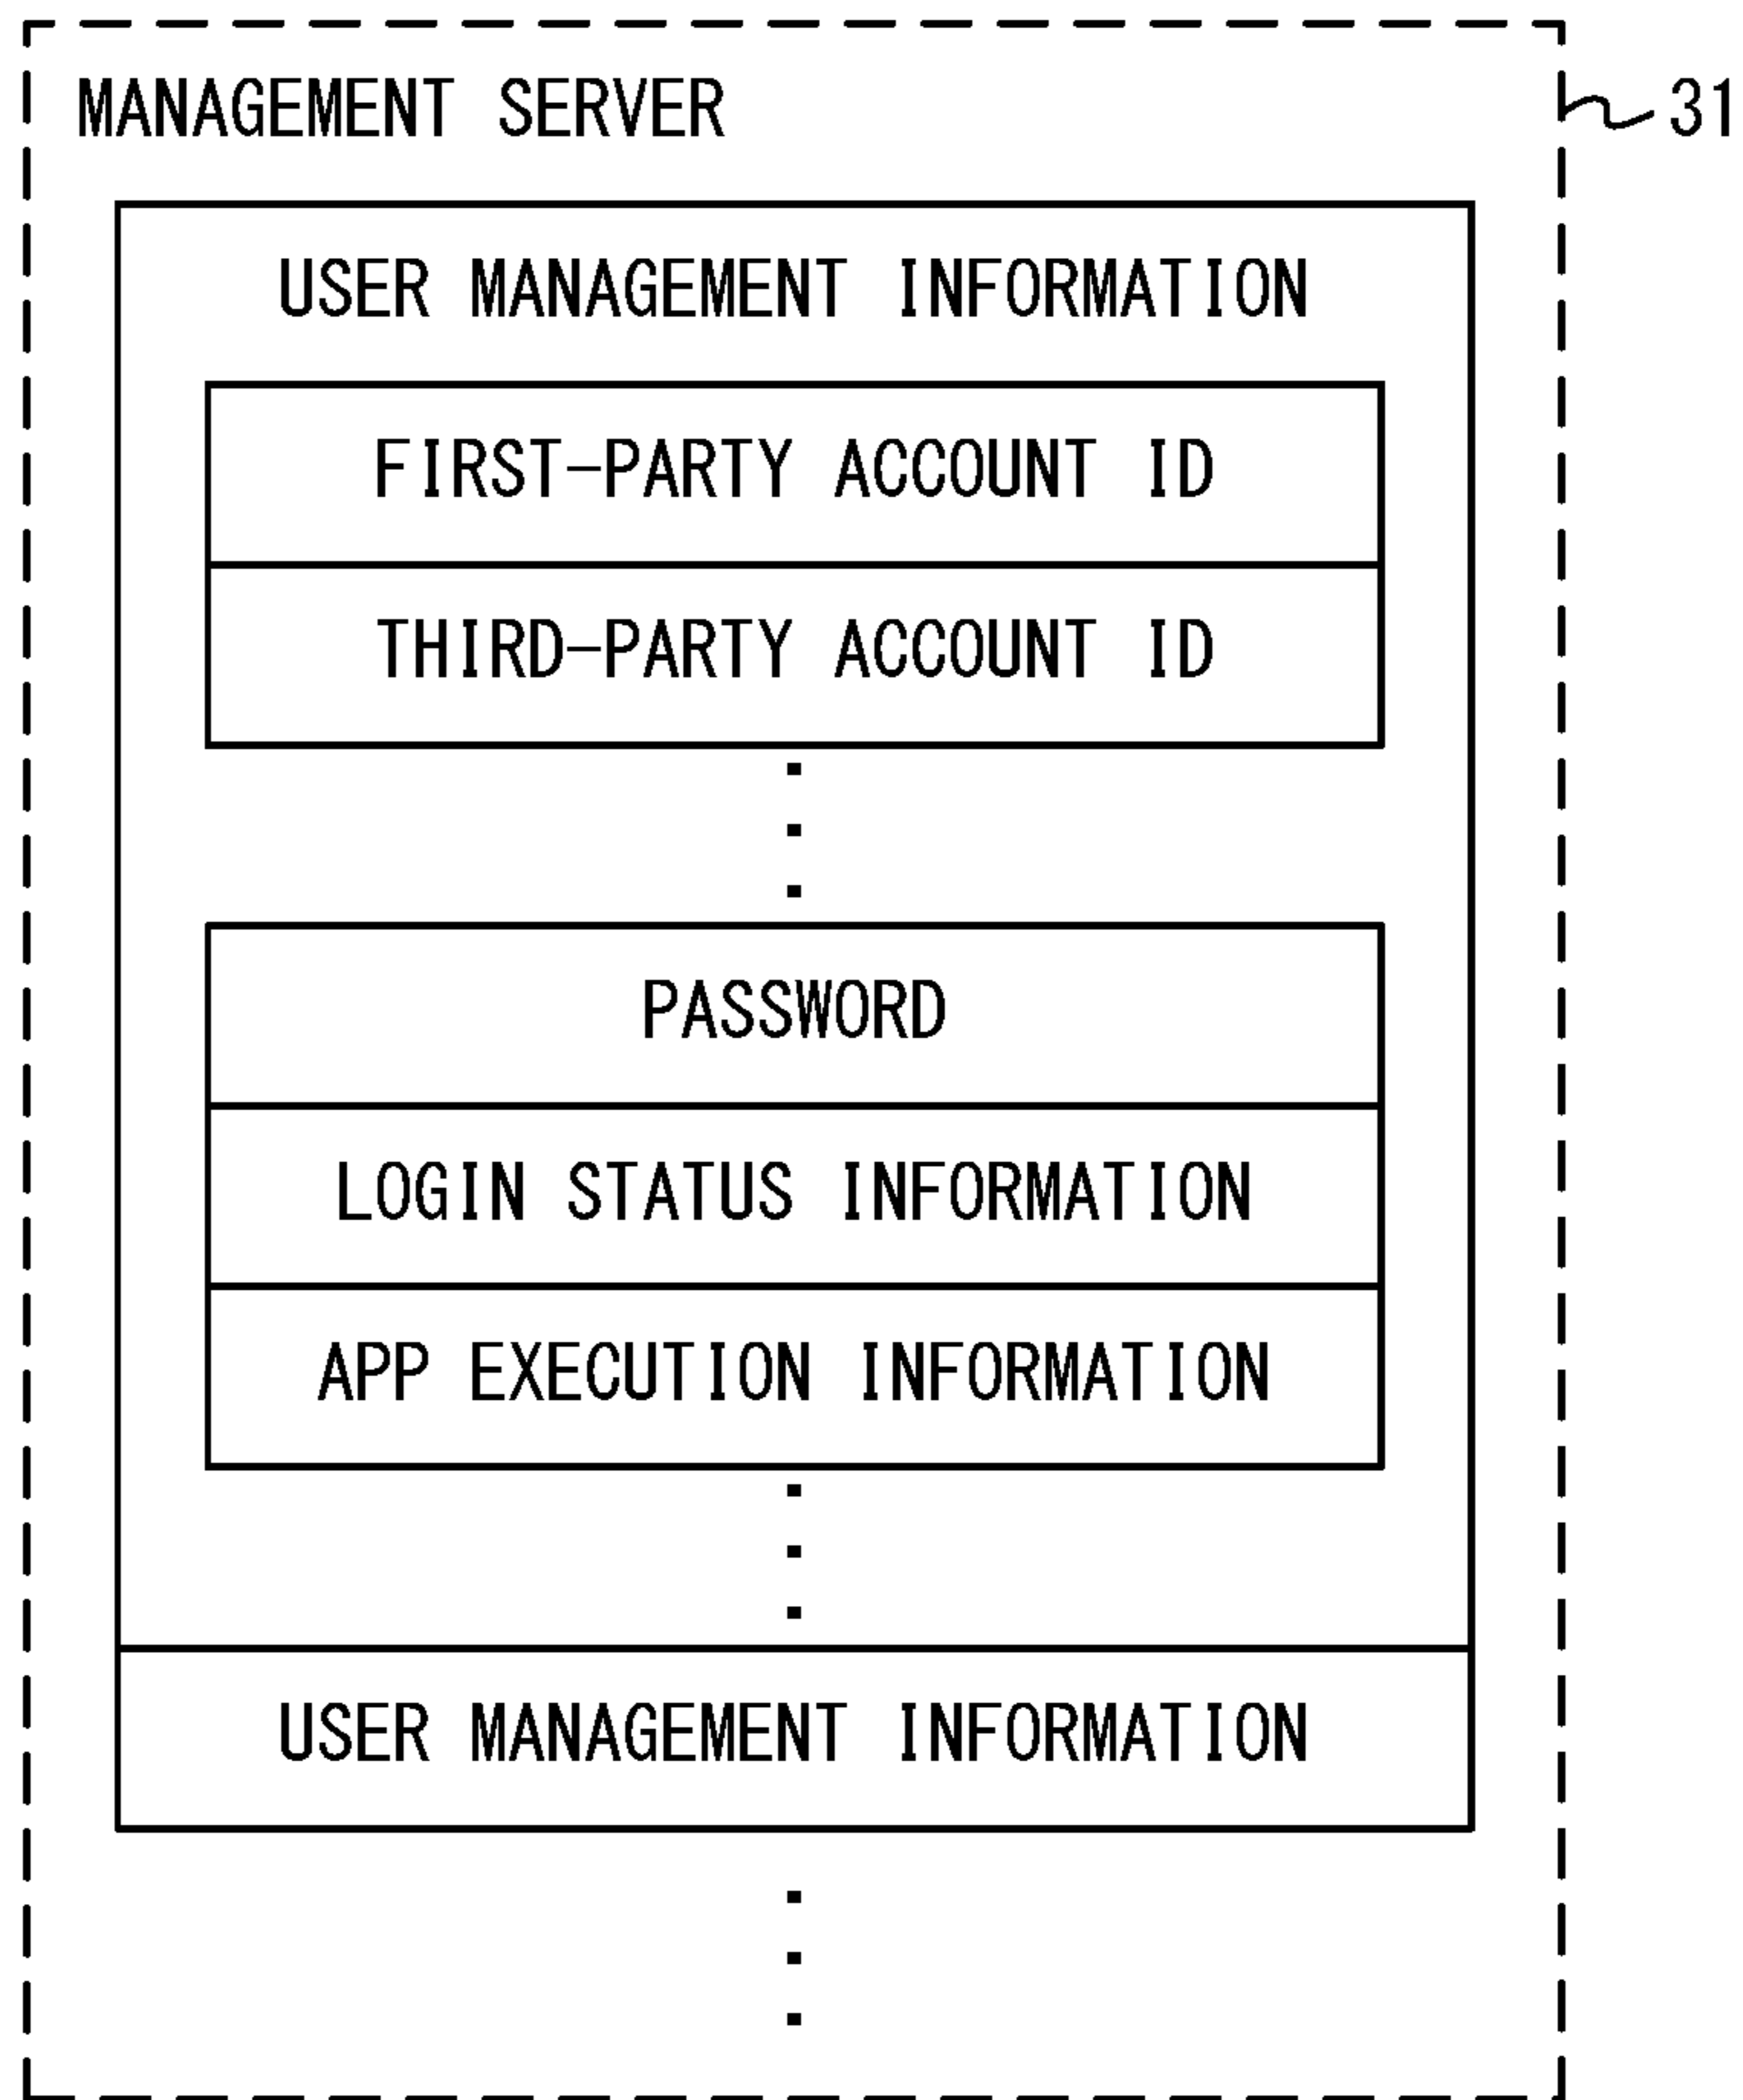 MANAGEMENT SERVER
31
USER MANAGEMENT INFORMATION
FIRST-PARTY ACCOUNT ID
THIRD-PARTY ACCOUNT ID
PASSWORD
LOGIN STATUS INFORMATION
APP EXECUTION INFORMATION
USER MANAGEMENT INFORMATION